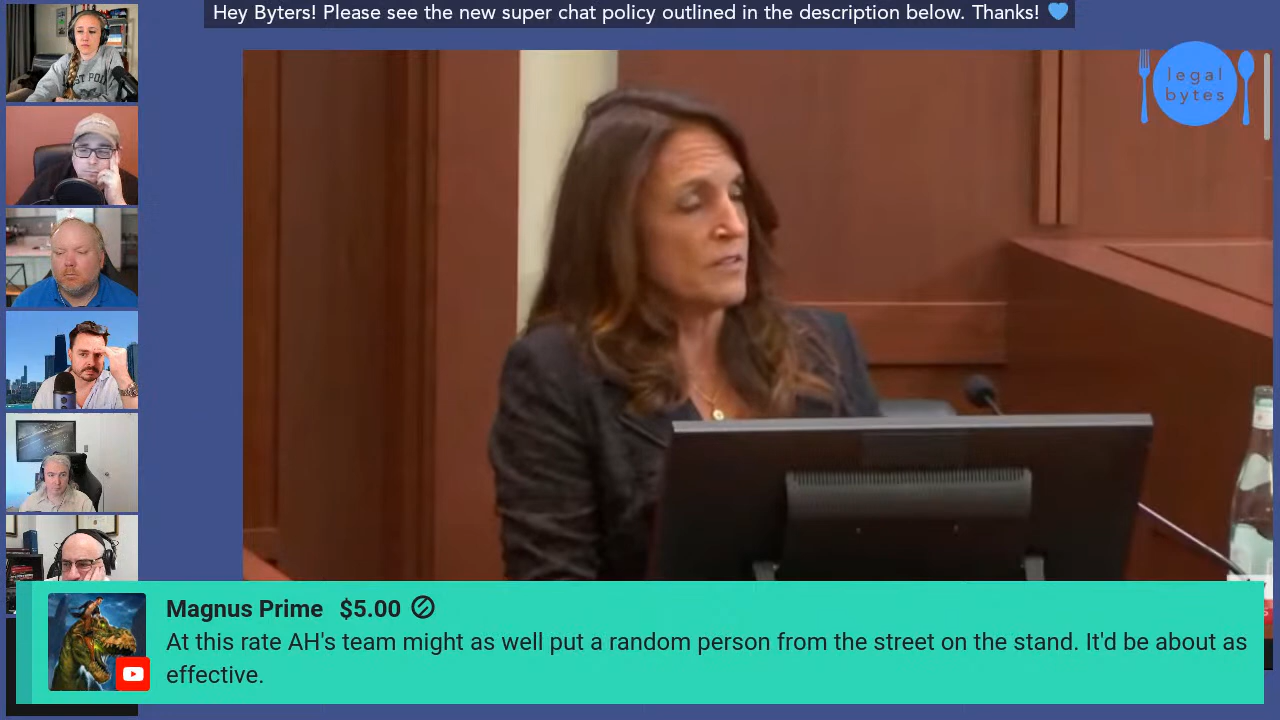 Hey Byters! Please see the new super chat policy outlined in the description below. Thanks! 💙
legal
bytes
Magnus Prime $5.00
At this rate AH's team might as well put a random person from the street on the stand. It'd be about as
effective.